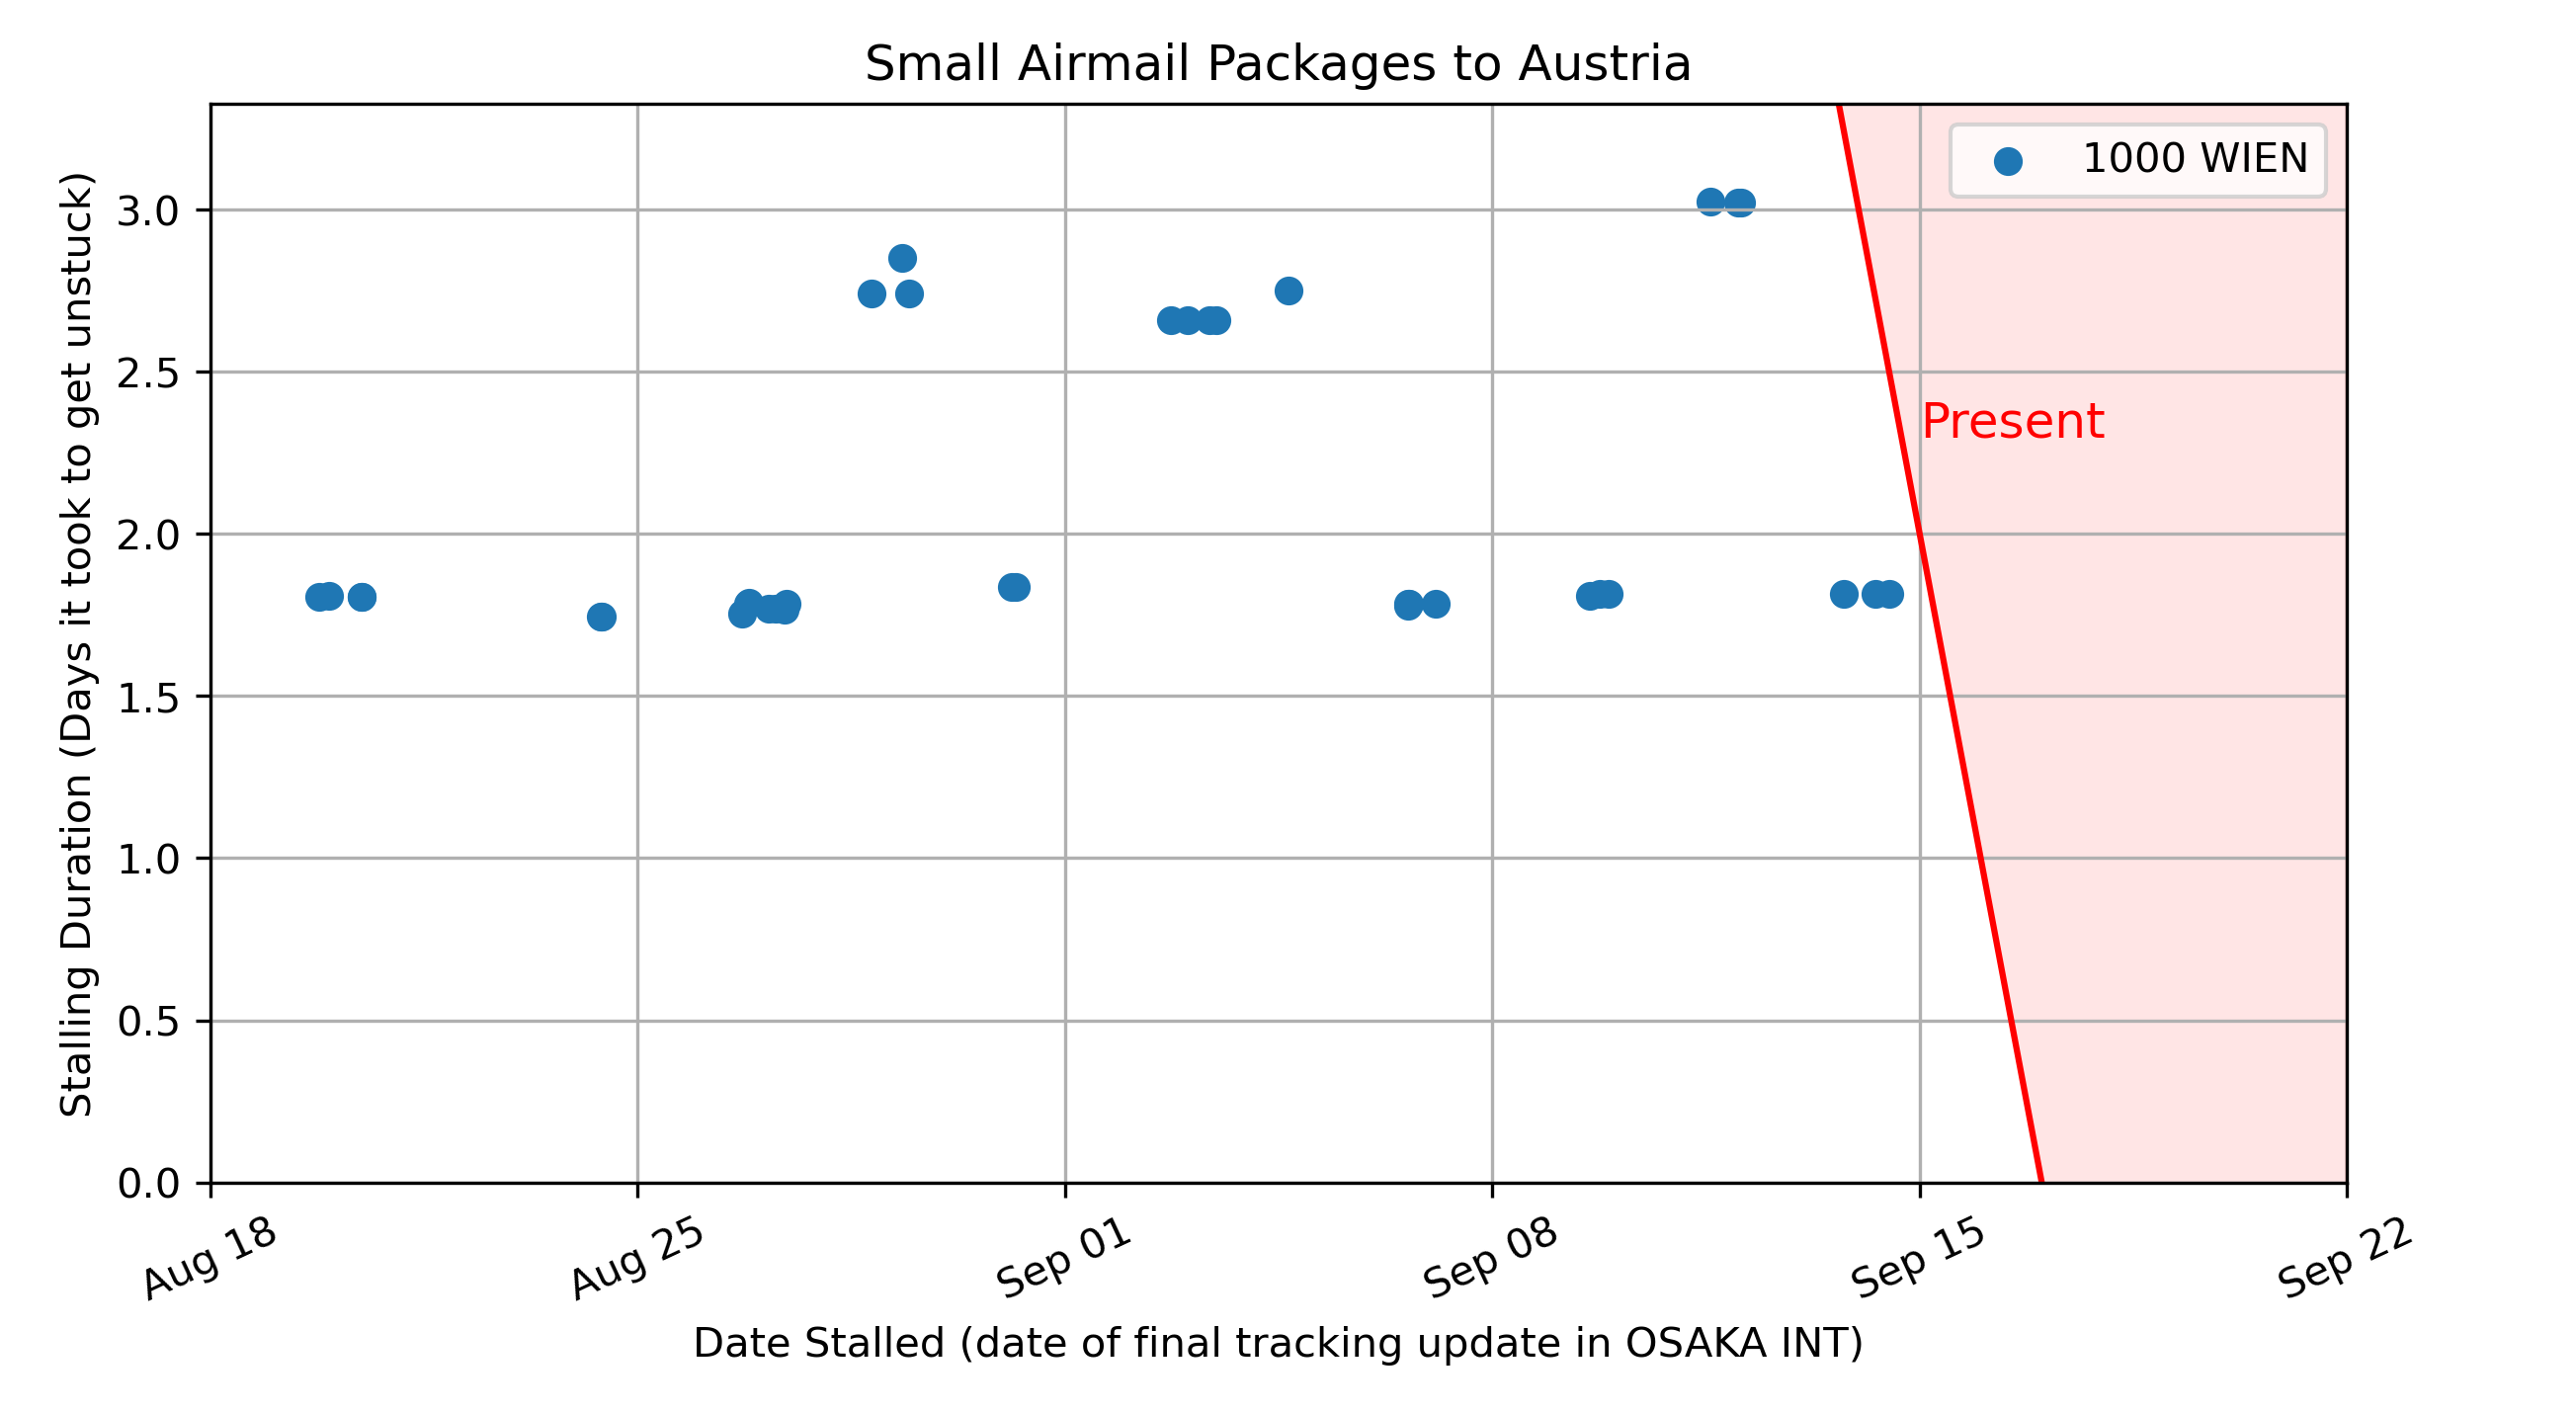 Small Airmail Packages to Austria
1000 WIEN
Present
Stalling Duration (Days it took to get unstuck)
3.0
2.5
2.0
1.5
1.0
0.5
0.0
Aug 18
Aug 25
Sep 01
Sep 08
Sep 15
Sep 22
Date Stalled (date of final tracking update in OSAKA INT)